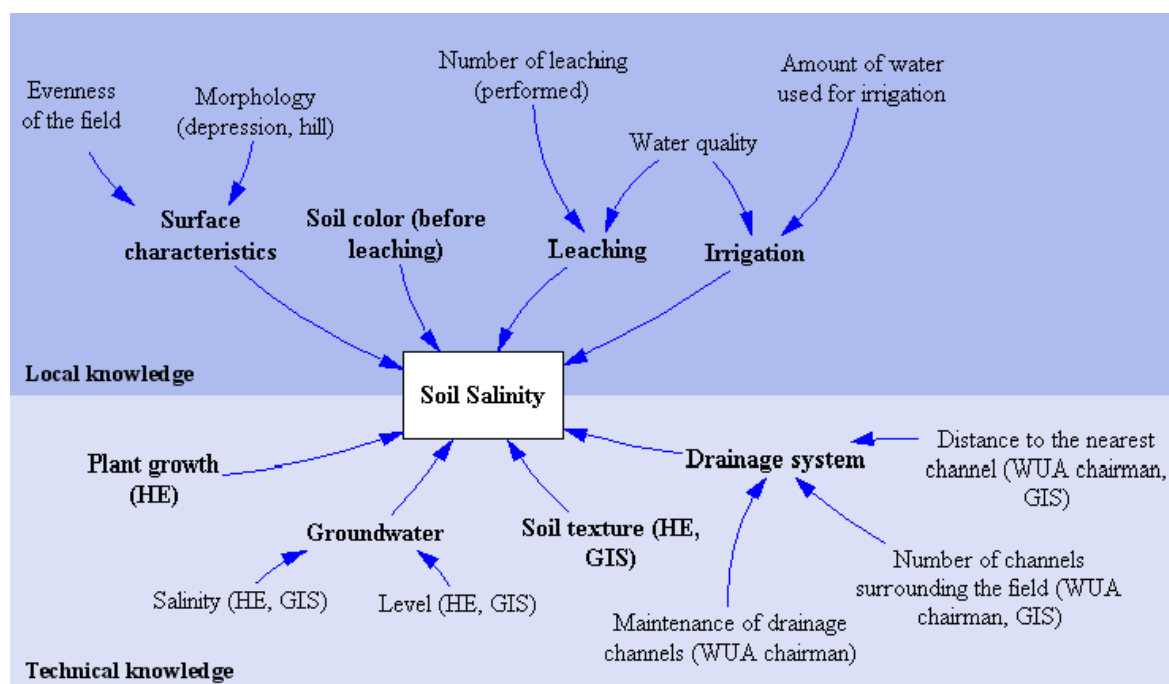 Number of leaching
(performed)
Amount of water
used for irrigation
Evenness
of the field
Morphology
(depression, hill)
Water quality
Surface
characteristics
Soil color (before
leaching)
Leaching
Irrigation
Local knowledge
Soil Salinity
Plant growth
(HE)
Groundwater
Soil texture (HE,
GIS)
Drainage system
Distance to the nearest
channel (WUA chairman,
GIS)
Salinity (HE, GIS)
Level (HE, GIS)
Maintenance of drainage
channels (WUA chairman)
Number of channels
surrounding the field (WUA
chairman, GIS)
Technical knowledge